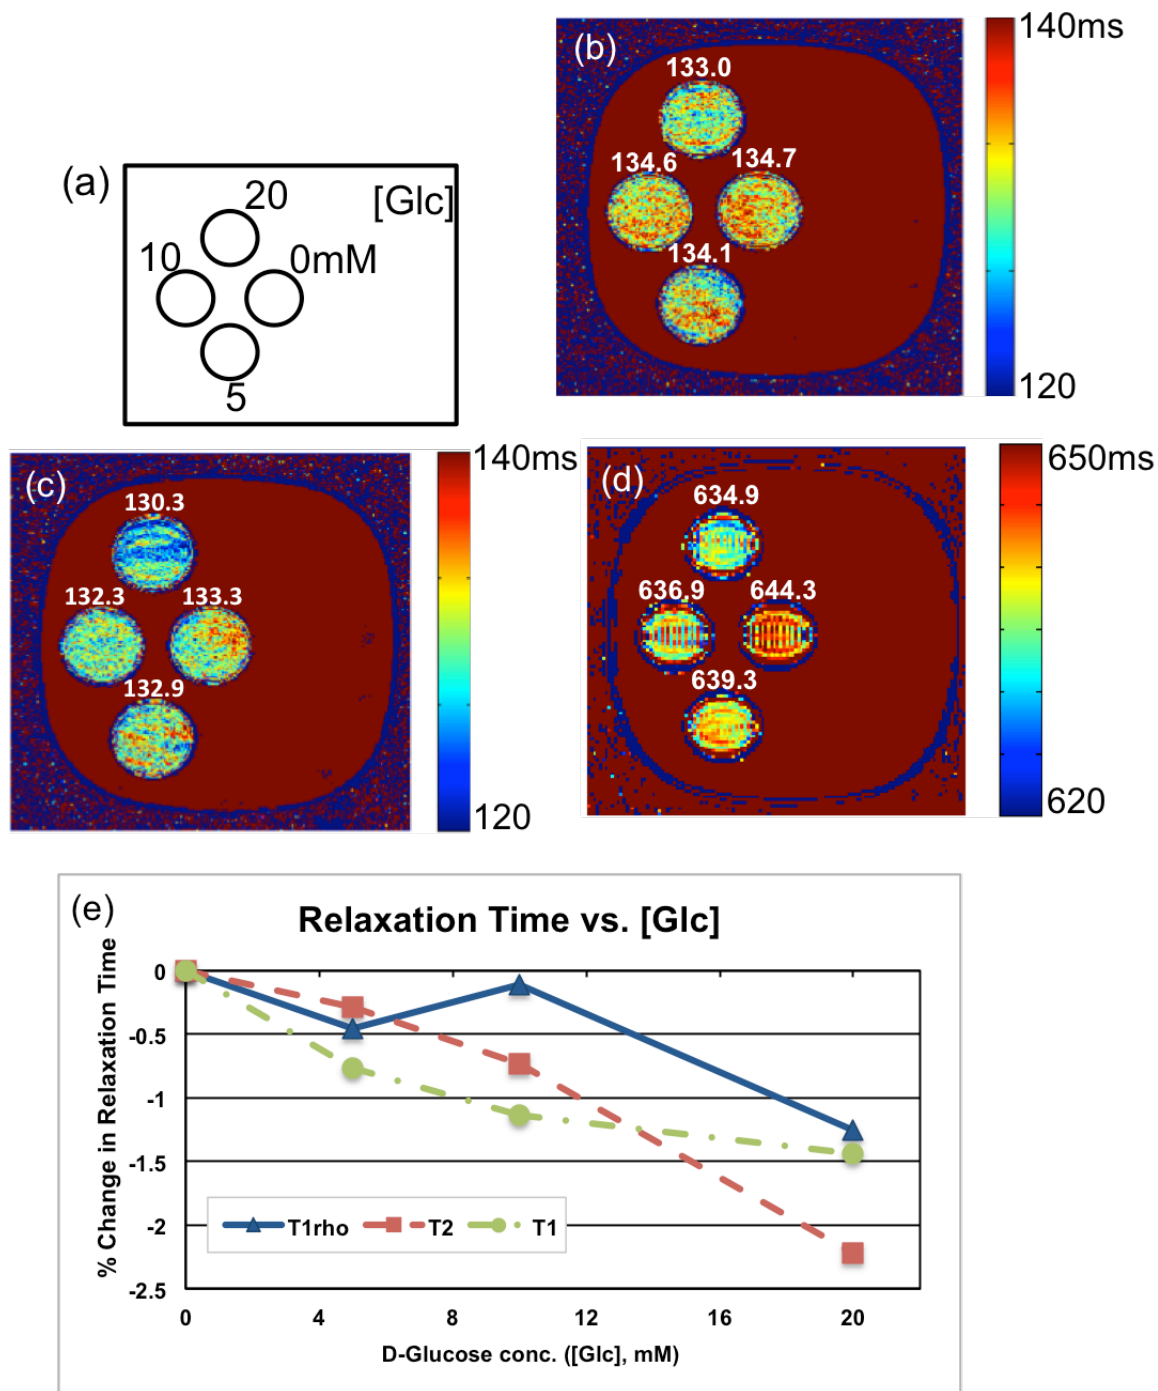 (a)
[Glc]
20
10
0mM
5
(b)
140ms
133.0
134.6
134.7
134.1
120
(c)
140ms
130.3
132.3
133.3
132.9
120
(d)
650ms
634.9
636.9
644.3
639.3
620
(e)
Relaxation Time vs. [Glc]
% Change in Relaxation Time
0
-0.5
-1
-1.5
-2
-2.5
T1rho
T2
T1
0
4
8
12
16
20
D-Glucose conc. ([Glc], mM)